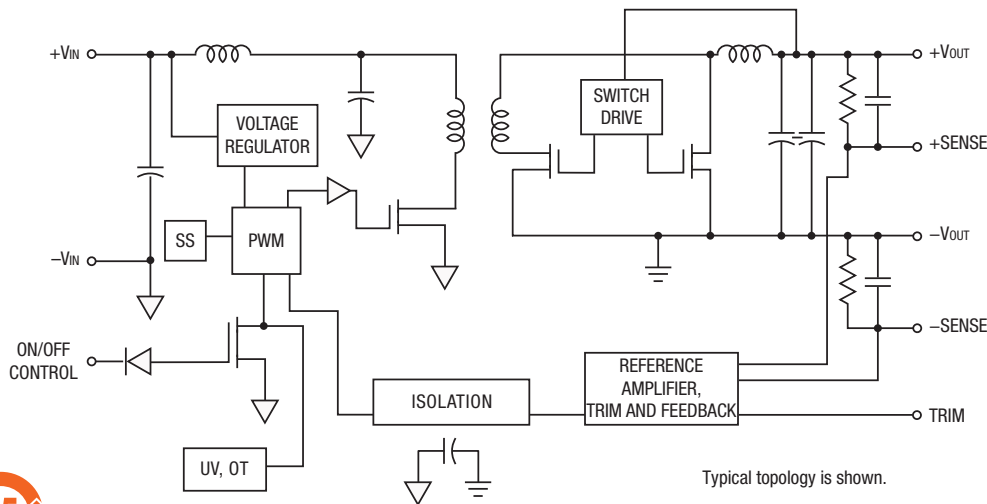 +VIN
+VOUT
SWITCH
DRIVE
VOLTAGE
REGULATOR
+SENSE
SS
PWM
−VOUT
−VIN
−SENSE
ON/OFF
CONTROL
REFERENCE
AMPLIFIER,
TRIM AND FEEDBACK
ISOLATION
TRIM
UV, OT
Typical topology is shown.